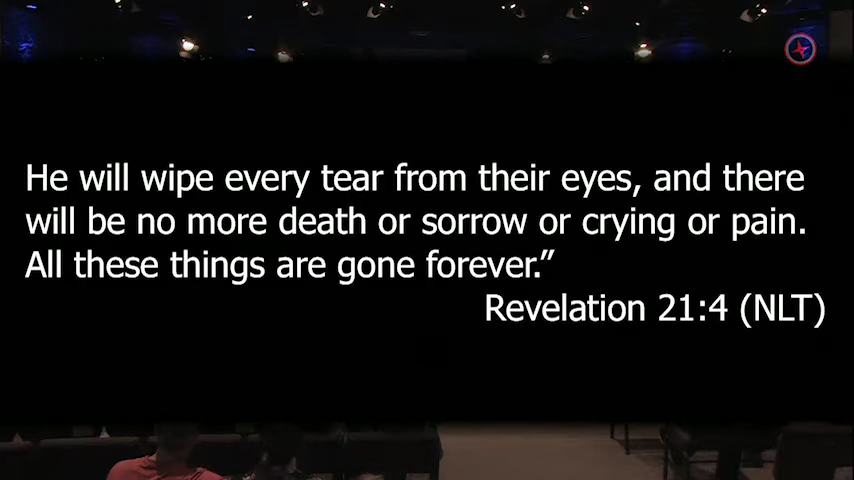 He will wipe every tear from their eyes, and there
will be no more death or sorrow or crying or pain.
All these things are gone forever.”
Revelation 21:4 (NLT)